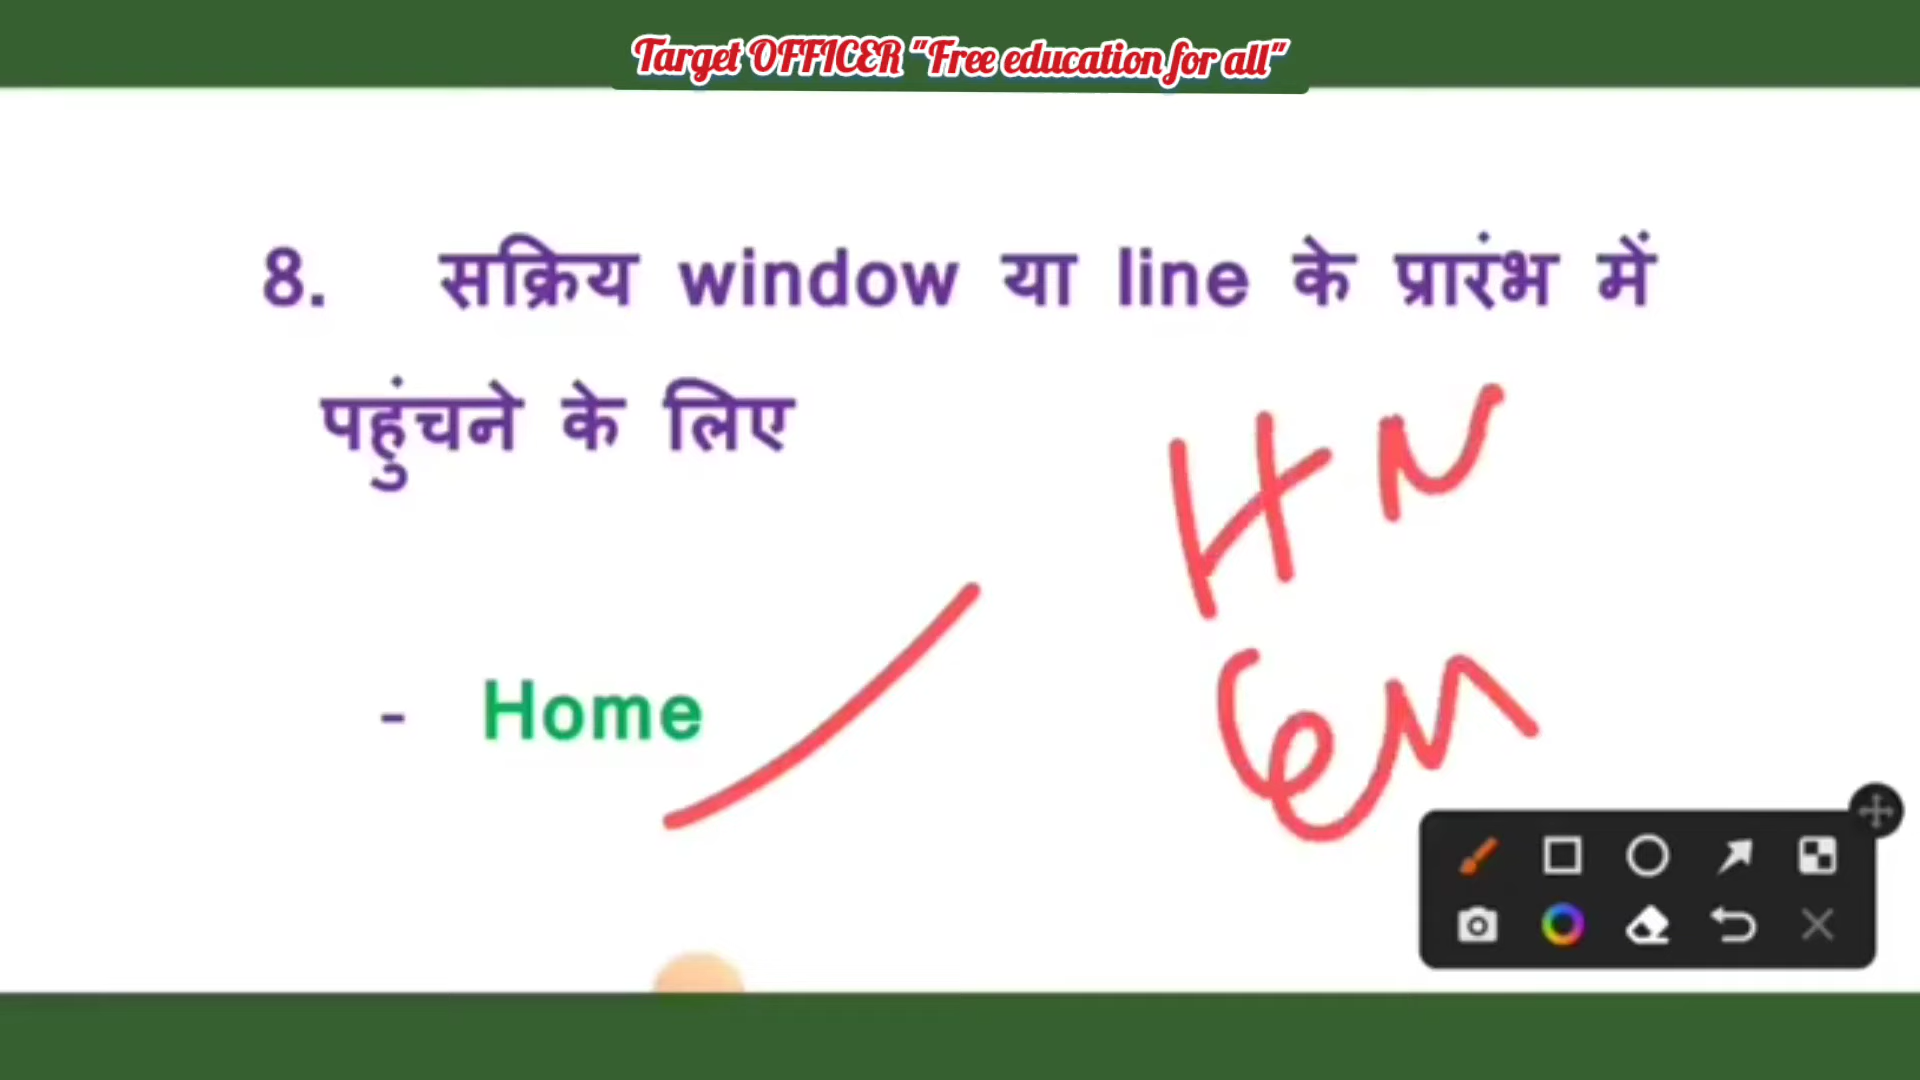 Target OFFICER "Free education for all"
8. सक्रिय window या line के प्रारंभ में
पहुंचने के लिए
- Home